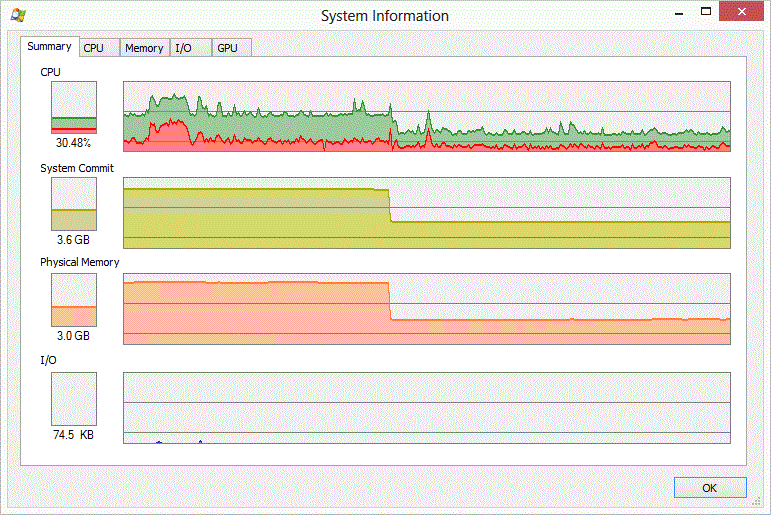 System Information
Summary CPU Memory I/O GPU
CPU
30.48%
System Commit
3.6 GB
Physical Memory
3.0 GB
I/O
74.5 KB
OK